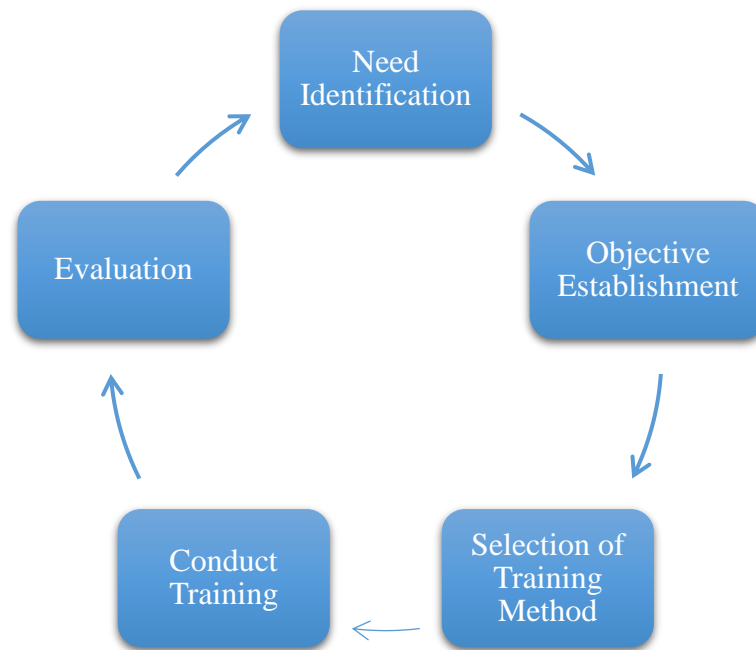 Need
Identification
Objective
Establishment
Selection of
Training
Method
Conduct
Training
Evaluation